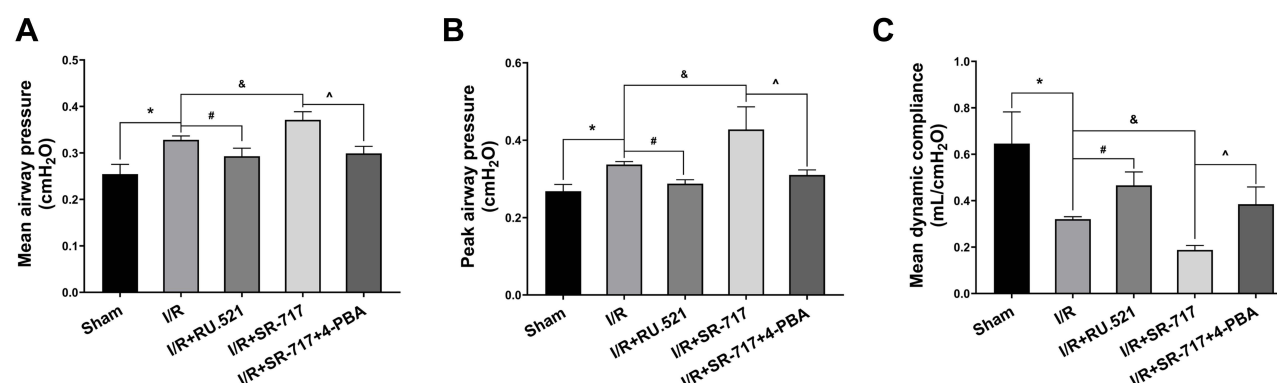 A
Mean airway pressure
(cmH2O)
0.5
0.4
0.3
0.2
0.1
0.0
*
#
&
^
Sham
I/R
I/R+RU.521
I/R+SR-717
I/R+SR-717+4-PBA
B
Peak airway pressure
(cmH2O)
0.6
0.4
0.2
0.0
*
#
&
^
Sham
I/R
I/R+RU.521
I/R+SR-717
I/R+SR-717+4-PBA
C
Mean dynamic compliance
(mL/cmH2O)
1.0
0.8
0.6
0.4
0.2
0.0
*
&
#
^
Sham
I/R
I/R+RU.521
I/R+SR-717
I/R+SR-717+4-PBA